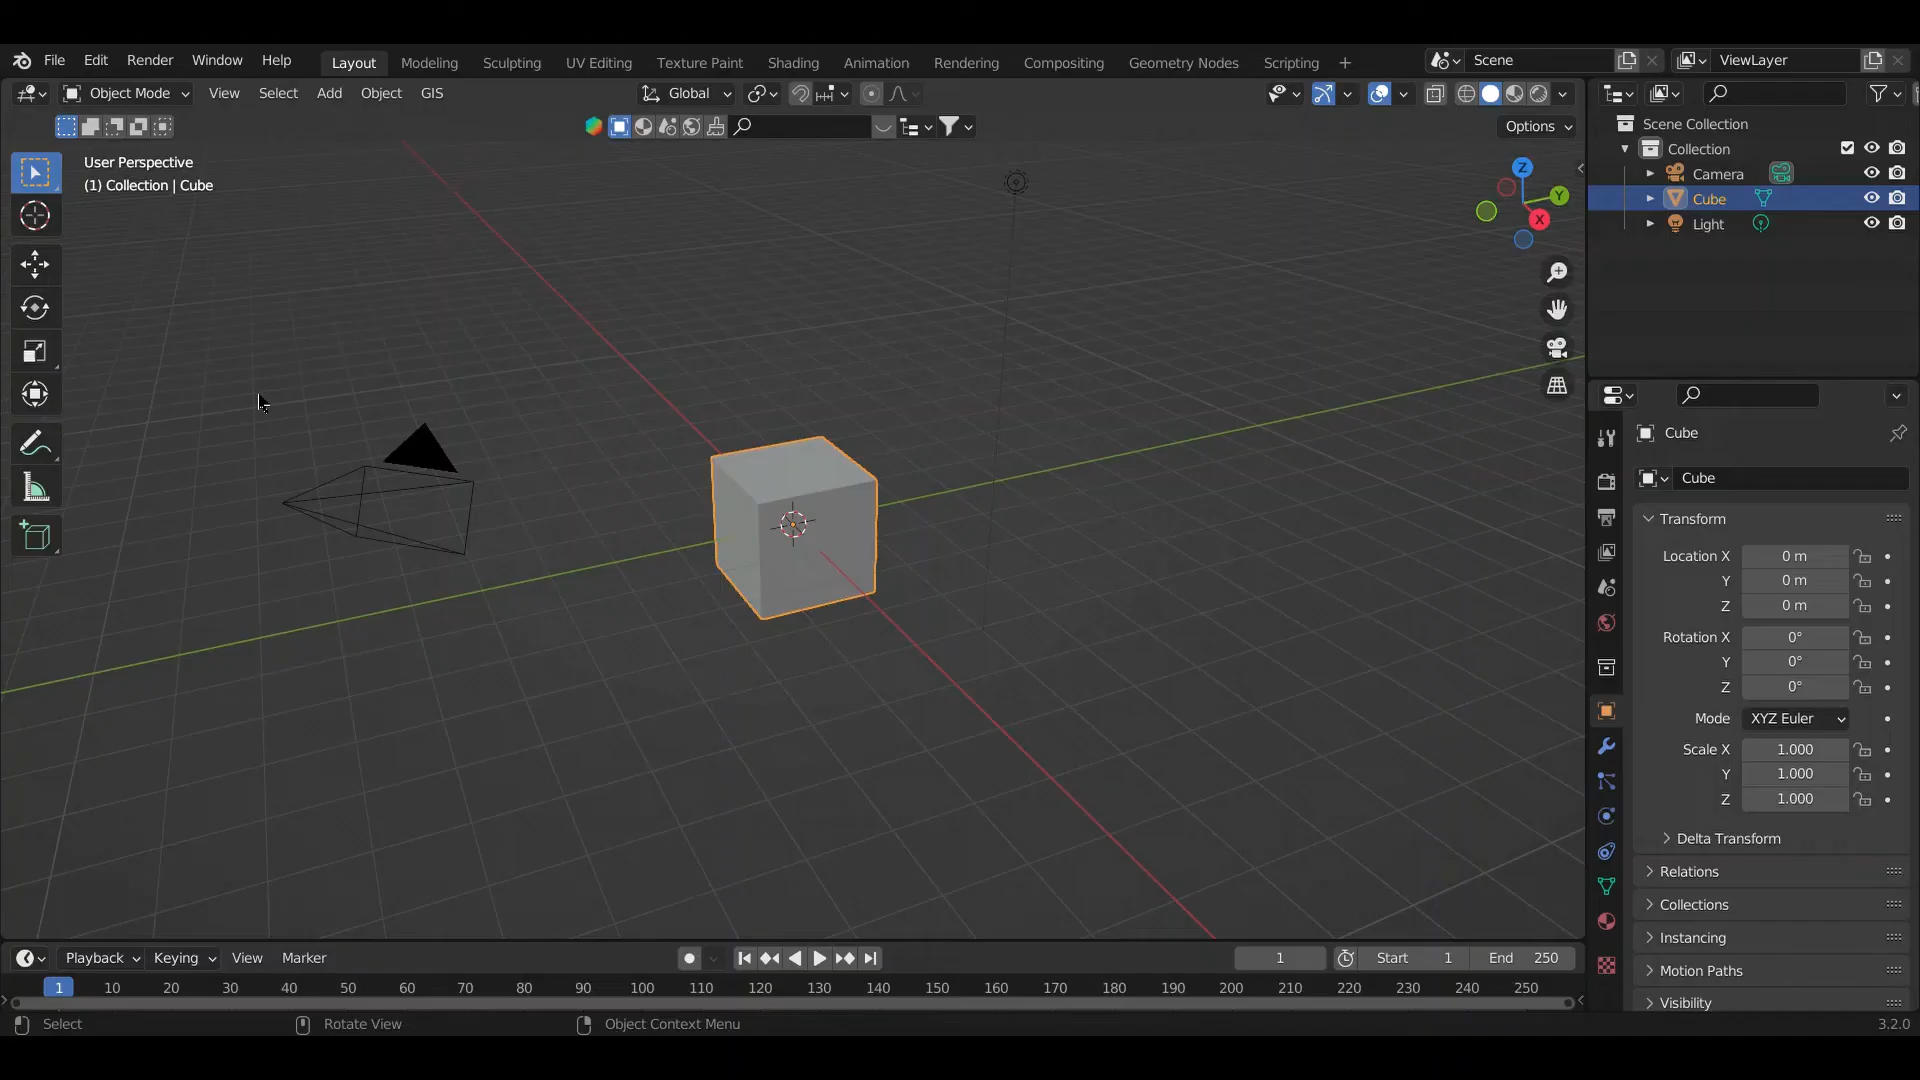 File Edit Render Window Help Layout Modeling Sculpting UV Editing Texture Paint Shading Animation Rendering Compositing Geometry Nodes Scripting + Scene ViewLayer
Object Mode View Select Add Object GIS Global
Options
User Perspective
(1) Collection | Cube
Z
Y
X
Scene Collection
Collection
Camera
Cube
Light
Cube
Cube
Transform
Location X 0 m
Y 0 m
Z 0 m
Rotation X 0°
Y 0°
Z 0°
Mode XYZ Euler
Scale X 1.000
Y 1.000
Z 1.000
Delta Transform
Relations
Collections
Instancing
Motion Paths
Visibility
Playback Keying View Marker 1 Start 1 End 250
1 10 20 30 40 50 60 70 80 90 100 110 120 130 140 150 160 170 180 190 200 210 220 230 240 250
Select Rotate View Object Context Menu 3.2.0